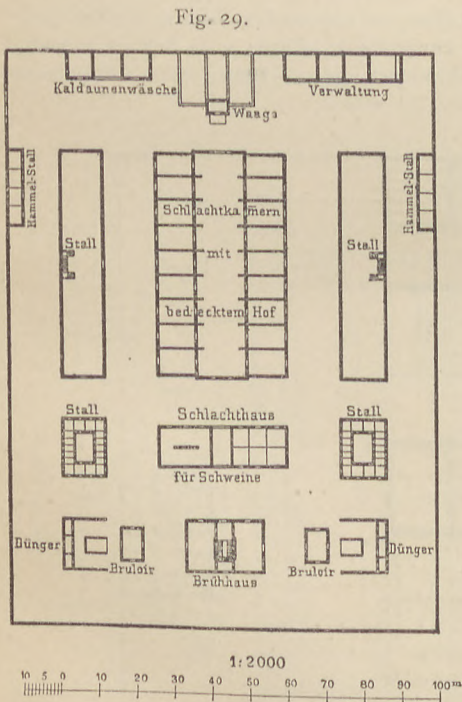 Fig. 29.
Kaldaunenwäsche
Waage
Verwaltung
Hammel-Stall
Hammel-Stall
Stall
Schlachtkammern
Stall
mit
bedecktem Hof
Stall
Schlachthaus
Stall
für Schweine
Dünger
Bruloir
Brühhaus
Bruloir
Dünger
1:2000
10 5 0 10 20 30 40 50 60 70 80 90 100 m